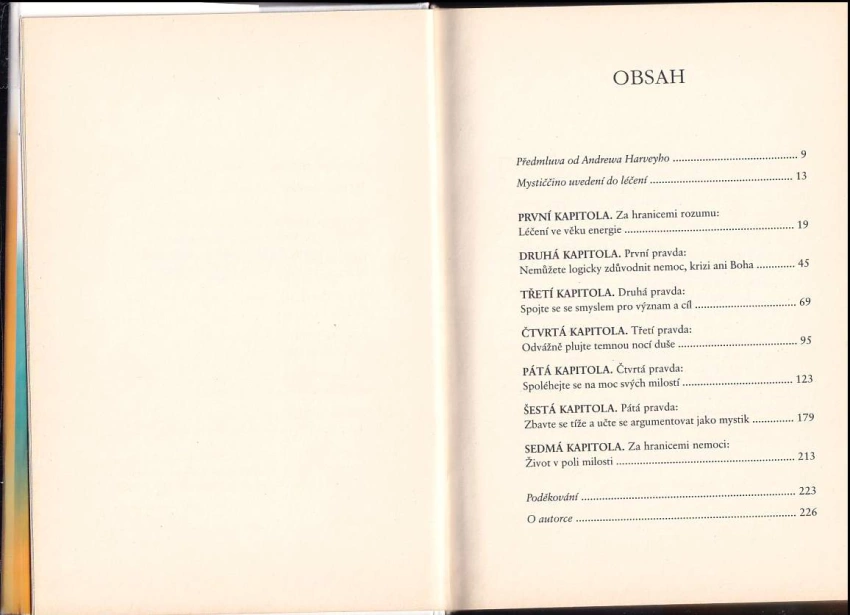 OBSAH
Předmluva od Andrewa Harveyho ........................................... 9
Mystiččino uvedení do léčení ................................................ 13
PRVNÍ KAPITOLA. Za hranicemi rozumu:
Léčení ve věku energie ......................................................... 19
DRUHÁ KAPITOLA. První pravda:
Nemůžete logicky zdůvodnit nemoc, krizi ani Boha ............. 45
TŘETÍ KAPITOLA. Druhá pravda:
Spojte se se smyslem pro význam a cíl .................................. 69
ČTVRTÁ KAPITOLA. Třetí pravda:
Odvážně plujte temnou nocí duše ........................................ 95
PÁTÁ KAPITOLA. Čtvrtá pravda:
Spoléhejte se na moc svých milostí ...................................... 123
ŠESTÁ KAPITOLA. Pátá pravda:
Zbavte se tíže a učte se argumentovat jako mystik .............. 179
SEDMÁ KAPITOLA. Za hranicemi nemoci:
Život v poli milosti ............................................................ 213
Poděkování ........................................................................ 223
O autorce .......................................................................... 226